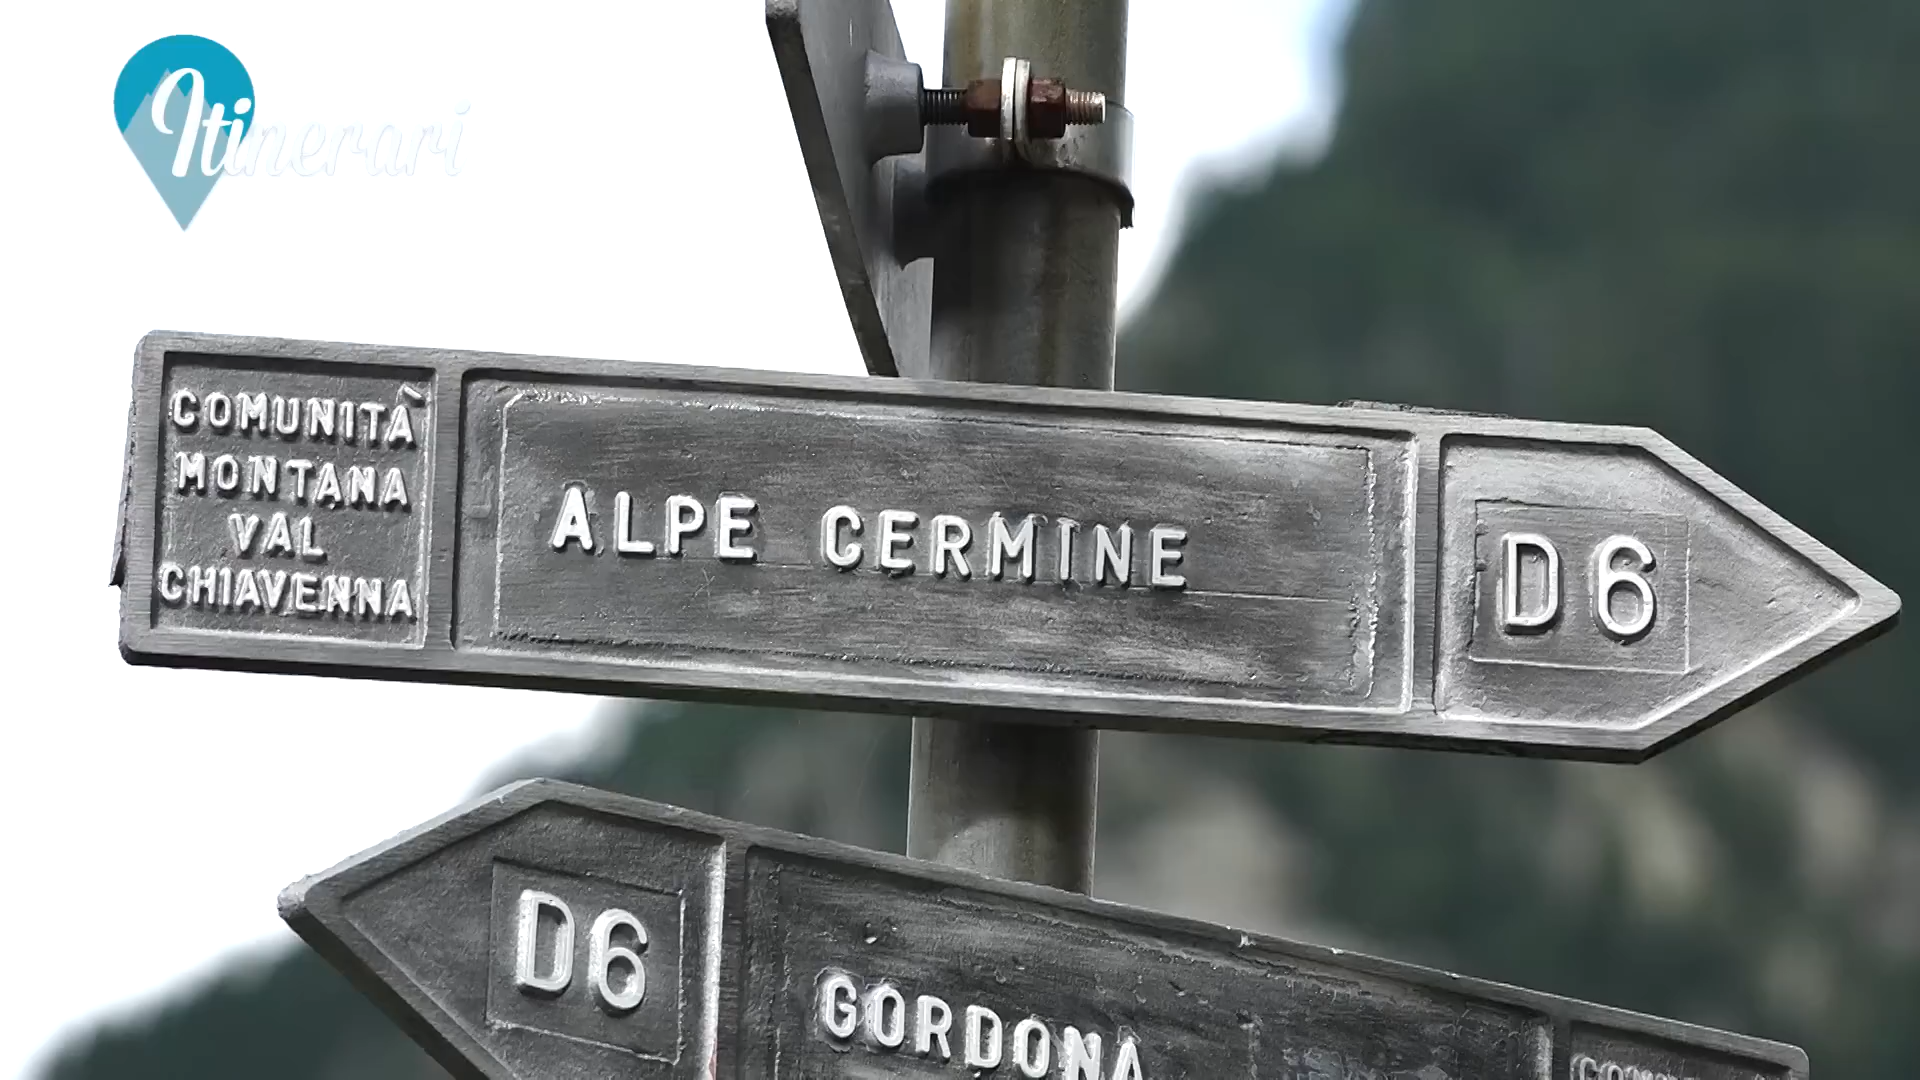 Itinerari
COMUNITÀ
MONTANA
VAL
CHIAVENNA
ALPE CERMINE
D6
D6
GORDONA